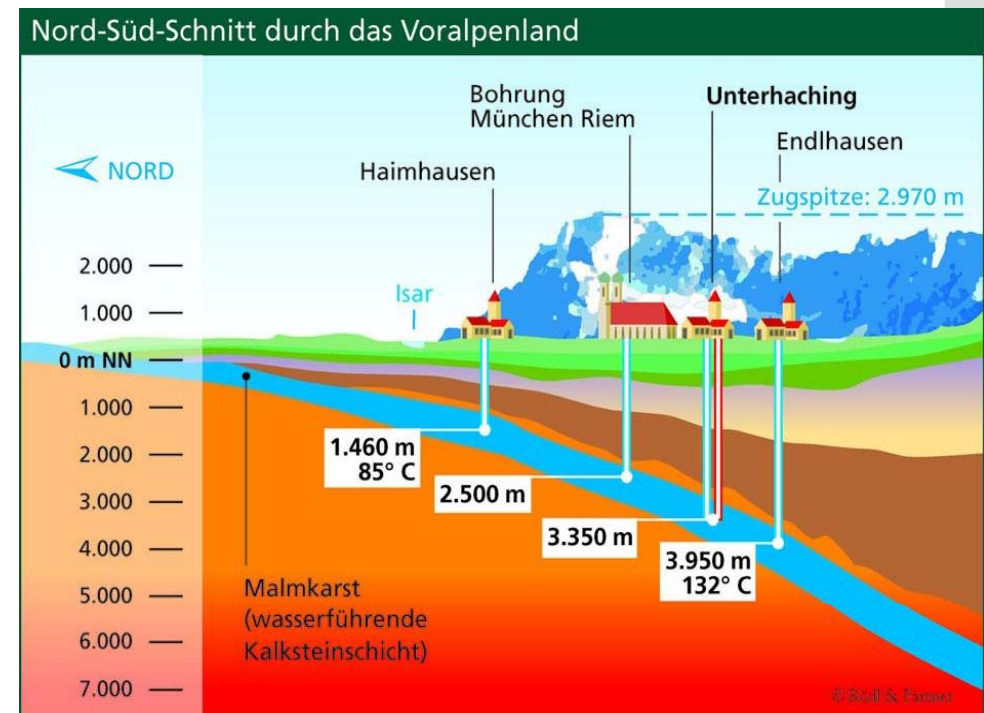 Nord-Süd-Schnitt durch das Voralpenland
NORD
Haimhausen
Bohrung
München Riem
Unterhaching
Endlhausen
Zugspitze: 2.970 m
Isar
2.000
1.000
0 m NN
1.000
2.000
3.000
4.000
5.000
6.000
7.000
1.460 m
85° C
2.500 m
3.350 m
3.950 m
132° C
Malmkarst
(wasserführende
Kalksteinschicht)
© Rödl & Partner